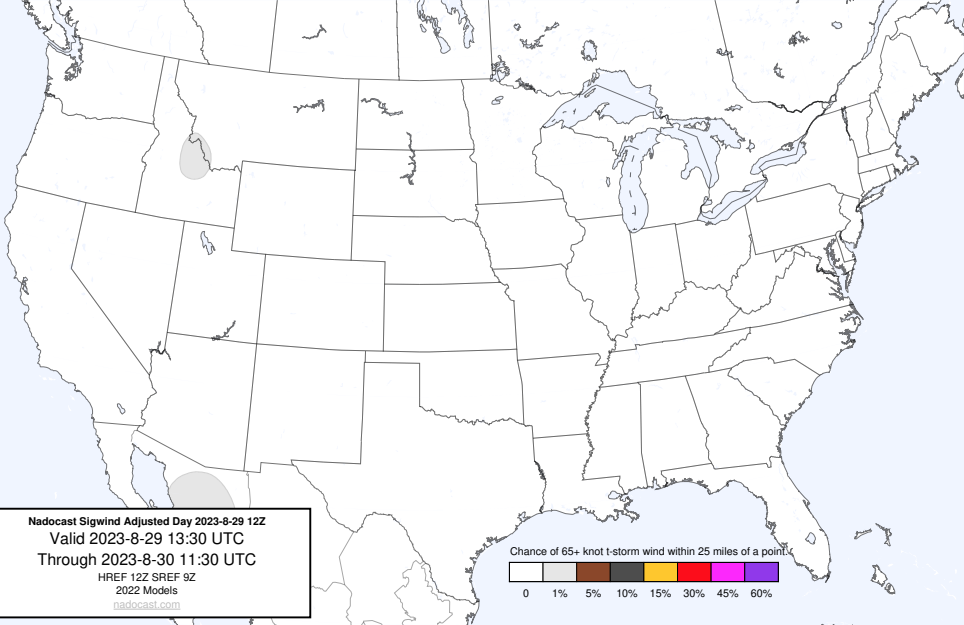 Nadocast Sigwind Adjusted Day 2023-8-29 12Z
Valid 2023-8-29 13:30 UTC
Through 2023-8-30 11:30 UTC
HREF 12Z SREF 9Z
2022 Models
nadocast.com
Chance of 65+ knot t-storm wind within 25 miles of a point.
0 1% 5% 10% 15% 30% 45% 60%